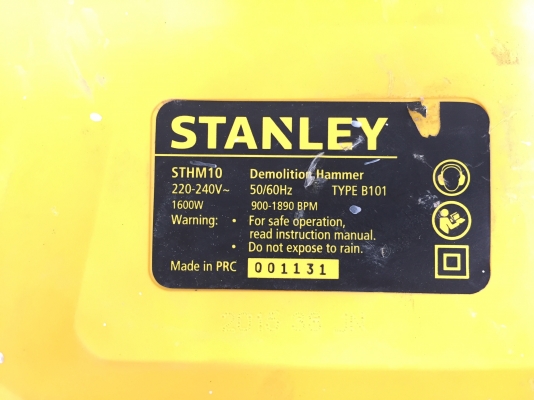 STANLEY
STHM10 Demolition Hammer
220-240V~ 50/60Hz TYPE B101
1600W 900-1890 BPM
Warning: • For safe operation,
read instruction manual.
• Do not expose to rain.
Made in PRC 001131